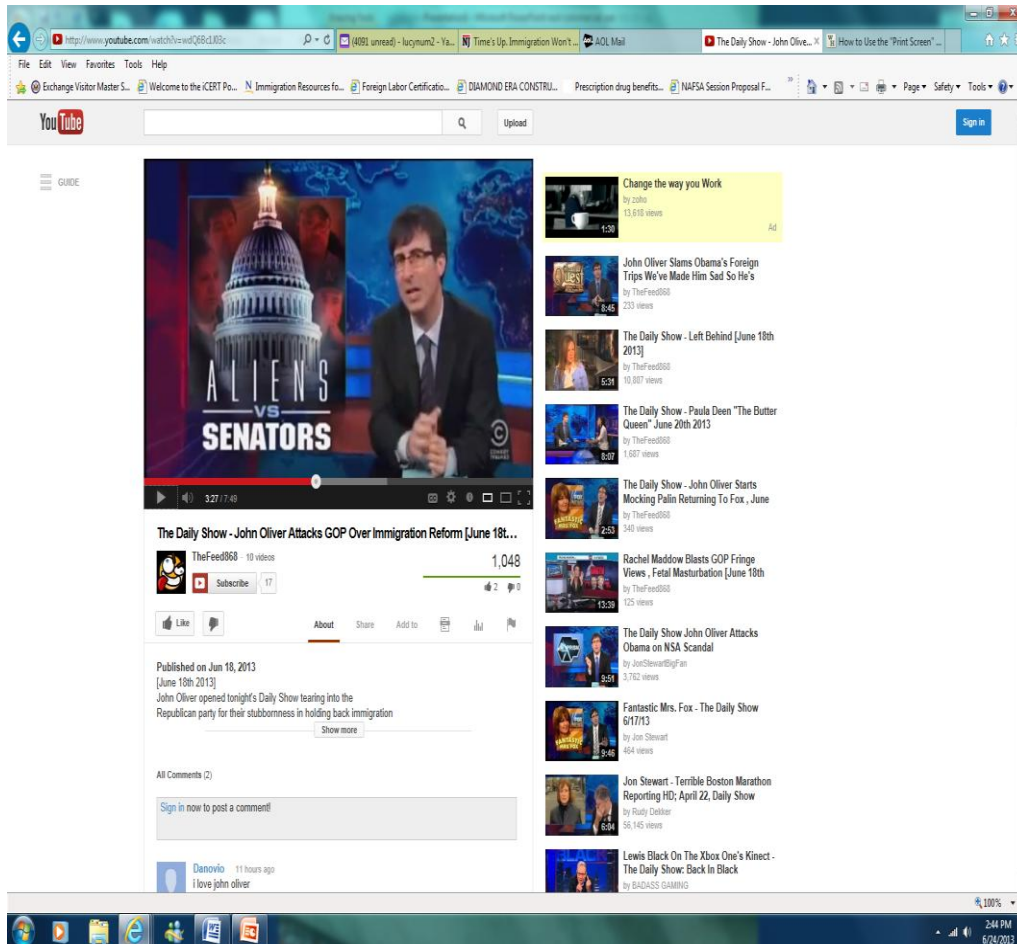 http://www.youtube.com/watch?v=wdQ6Bc1J03c
(4091 unread) - lucynum2 - Ya...
Time's Up. Immigration Won't ...
AOL Mail
The Daily Show - John Olive...
How to Use the "Print Screen" ...
File Edit View Favorites Tools Help
Exchange Visitor Master S...
Welcome to the iCERT Po...
Immigration Resources fo...
Foreign Labor Certificatio...
DIAMOND ERA CONSTRU...
Prescription drug benefits...
NAFSA Session Proposal F...
Page Safety Tools
You Tube
Upload
Sign in
GUIDE
ALIENS
VS
SENATORS
COMEDY
CENTRAL
3:27 / 7:49
The Daily Show - John Oliver Attacks GOP Over Immigration Reform [June 18t...
TheFeed868 - 10 videos
Subscribe 17
1,048
2 0
Like
About Share Add to
Published on Jun 18, 2013
[June 18th 2013]
John Oliver opened tonight's Daily Show tearing into the
Republican party for their stubbornness in holding back immigration
Show more
All Comments (2)
Sign in now to post a comment!
Danovio 11 hours ago
i love john oliver
Change the way you Work
by zoho
13,618 views
Ad
1:30
John Oliver Slams Obama's Foreign
Trips We've Made Him Sad So He's
by TheFeed868
233 views
8:45
The Daily Show - Left Behind [June 18th
2013]
by TheFeed868
10,887 views
5:31
The Daily Show - Paula Deen "The Butter
Queen" June 20th 2013
by TheFeed868
1,687 views
8:07
The Daily Show - John Oliver Starts
Mocking Palin Returning To Fox , June
by TheFeed868
340 views
2:53
Rachel Maddow Blasts GOP Fringe
Views , Fetal Masturbation [June 18th
by TheFeed868
125 views
13:39
The Daily Show John Oliver Attacks
Obama on NSA Scandal
by JonStewartBigFan
3,762 views
9:51
Fantastic Mrs. Fox - The Daily Show
6/17/13
by Jon Stewart
464 views
9:46
Jon Stewart - Terrible Boston Marathon
Reporting HD; April 22, Daily Show
by Rudy Dekker
56,145 views
6:04
Lewis Black On The Xbox One's Kinect -
The Daily Show: Back In Black
by BADASS GAMING
100%
2:44 PM
6/24/2013